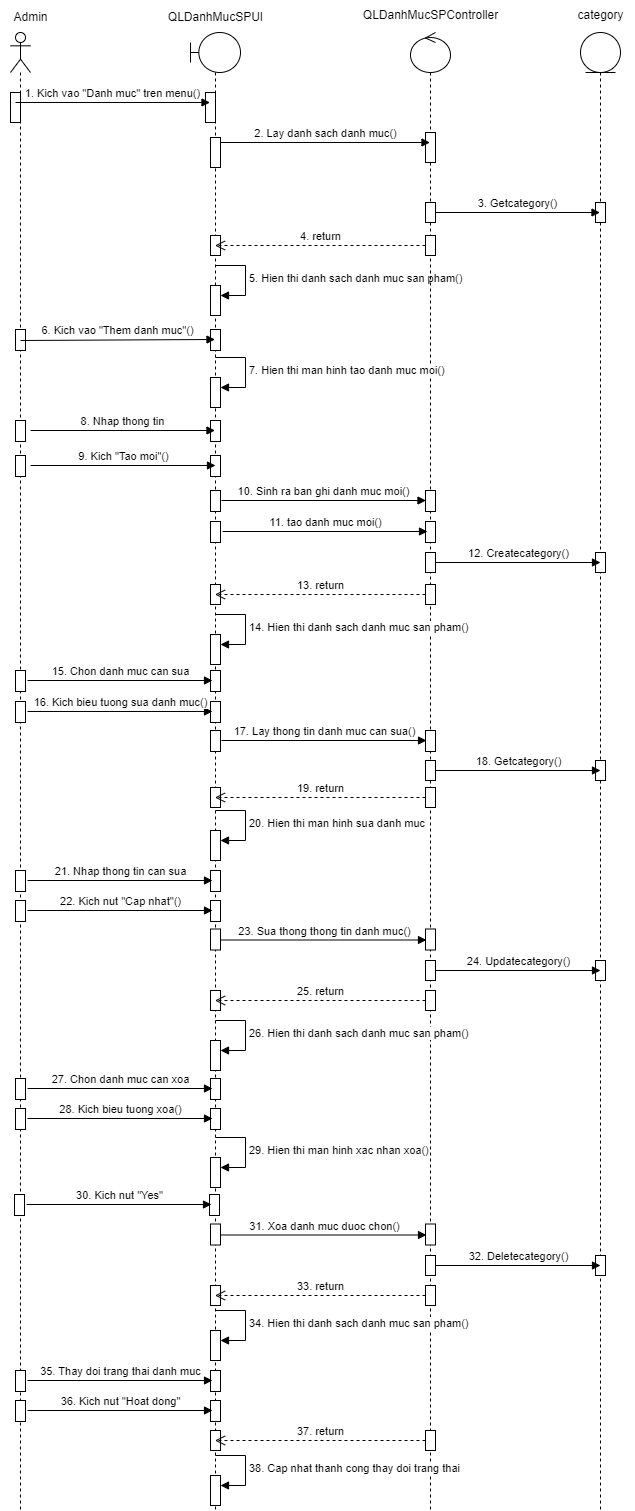 Admin
QLDanhMucSPUI
QLDanhMucSPController
category
1. Kich vao "Danh muc" tren menu()
2. Lay danh sach danh muc()
3. Getcategory()
4. return
5. Hien thi danh sach danh muc san pham()
6. Kich vao "Them danh muc"()
7. Hien thi man hinh tao danh muc moi()
8. Nhap thong tin
9. Kich "Tao moi"()
10. Sinh ra ban ghi danh muc moi()
11. tao danh muc moi()
12. Createcategory()
13. return
14. Hien thi danh sach danh muc san pham()
15. Chon danh muc can sua
16. Kich bieu tuong sua danh muc()
17. Lay thong tin danh muc can sua()
18. Getcategory()
19. return
20. Hien thi man hinh sua danh muc
21. Nhap thong tin can sua
22. Kich nut "Cap nhat"()
23. Sua thong thong tin danh muc()
24. Updatecategory()
25. return
26. Hien thi danh sach danh muc san pham()
27. Chon danh muc can xoa
28. Kich bieu tuong xoa()
29. Hien thi man hinh xac nhan xoa()
30. Kich nut "Yes"
31. Xoa danh muc duoc chon()
32. Deletecategory()
33. return
34. Hien thi danh sach danh muc san pham()
35. Thay doi trang thai danh muc
36. Kich nut "Hoat dong"
37. return
38. Cap nhat thanh cong thay doi trang thai